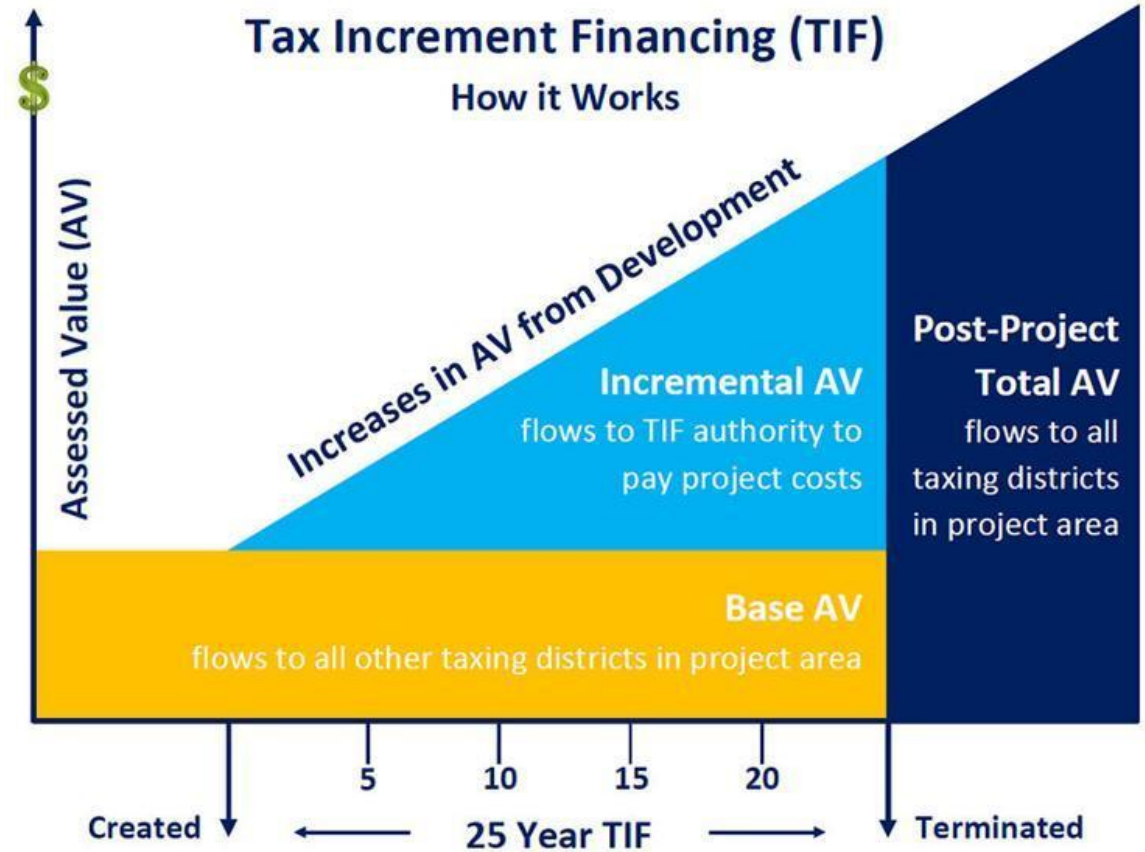 Tax Increment Financing (TIF)
How it Works
$
Assessed Value (AV)
Increases in AV from Development
Incremental AV
flows to TIF authority to
pay project costs
Post-Project
Total AV
flows to all
taxing districts
in project area
Base AV
flows to all other taxing districts in project area
5
10
15
20
Created
25 Year TIF
Terminated